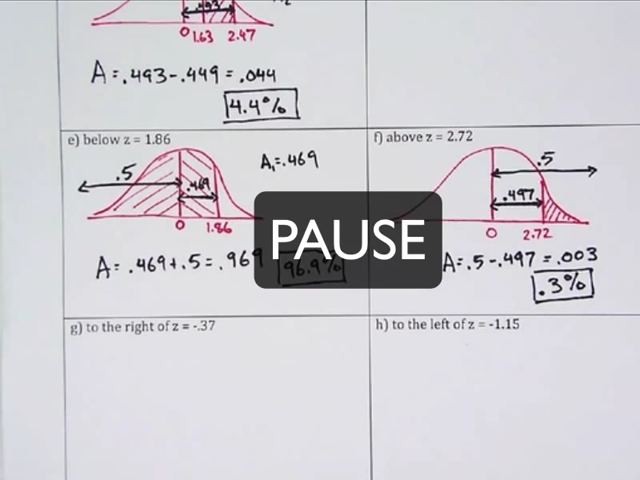 .493
0 1.63 2.47
A = .493 - .449 = .044
4.4%
e) below z = 1.86
f) above z = 2.72
.5
A₁ = .469
.469
0 1.86
A = .469 + .5 = .969
96.9%
.5
.497
0 2.72
A = .5 - .497 = .003
.3%
PAUSE
g) to the right of z = -.37
h) to the left of z = -1.15